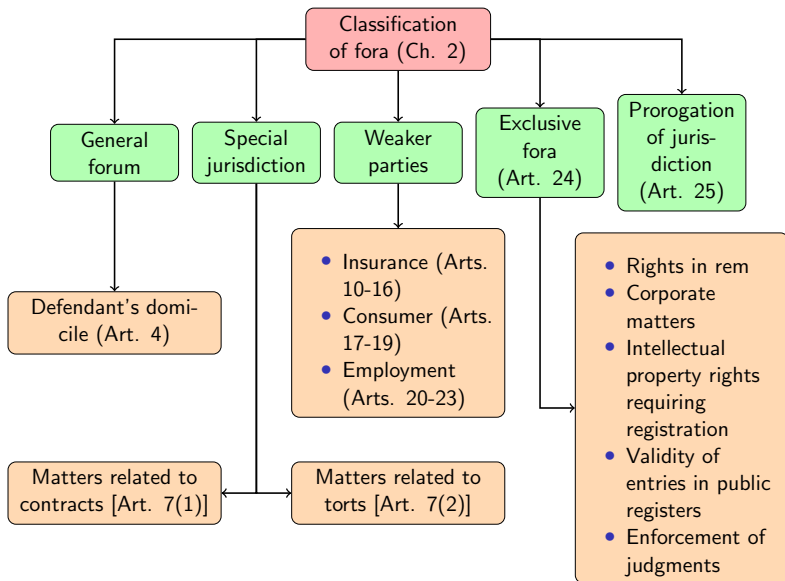 Classification
of fora (Ch. 2)
General
forum
Special
jurisdiction
Weaker
parties
Exclusive
fora
(Art. 24)
Prorogation
of juris-
diction
(Art. 25)
Defendant's domi-
cile (Art. 4)
• Insurance (Arts.
10-16)
• Consumer (Arts.
17-19)
• Employment
(Arts. 20-23)
• Rights in rem
• Corporate
matters
• Intellectual
property rights
requiring
registration
• Validity of
entries in public
registers
• Enforcement of
judgments
Matters related to
contracts [Art. 7(1)]
Matters related to
torts [Art. 7(2)]